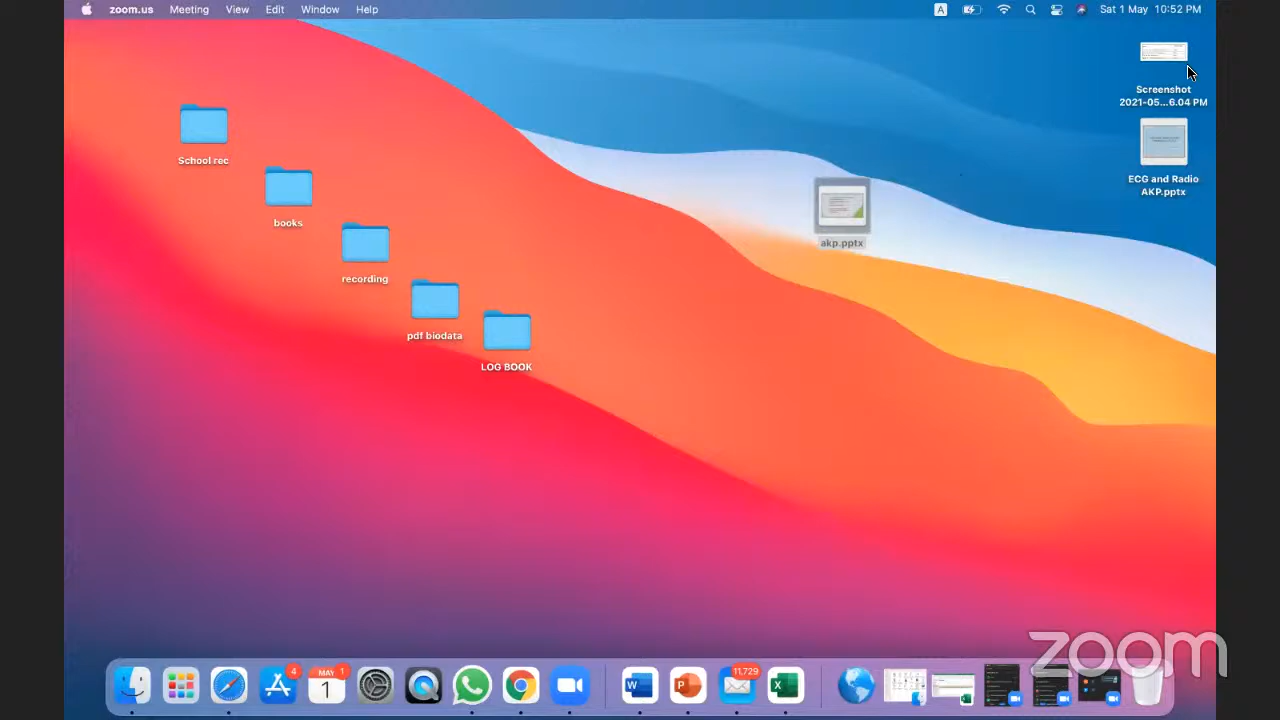 zoom.us Meeting View Edit Window Help A Sat 1 May 10:52 PM
Screenshot
2021-05...6.04 PM
ECG and Radio
AKP.pptx
akp.pptx
School rec
books
recording
pdf biodata
LOG BOOK
4
MAY 1
1
W
P
11,729
X
zoom